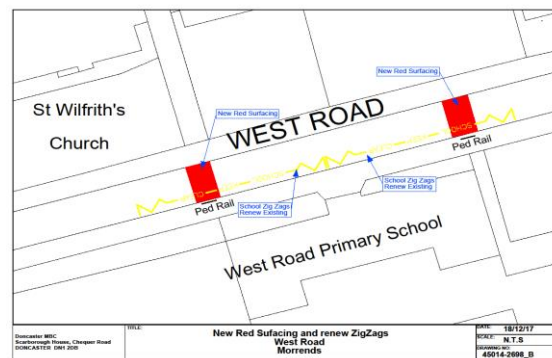 New Red Surfacing
St Wilfrith's
Church
New Red Surfacing
WEST ROAD
SCHOOL
Ped Rail
School Zig Zags
Renew Existing
Ped Rail
School Zig Zags
Renew Existing
West Road Primary School
Doncaster MBC
Scarborough House, Chequer Road
DONCASTER DN1 2DB
TITLE:
New Red Sufacing and renew ZigZags
West Road
Morrends
DATE: 18/12/17
SCALE: N.T.S
DRAWING NO:
45014-2698_B